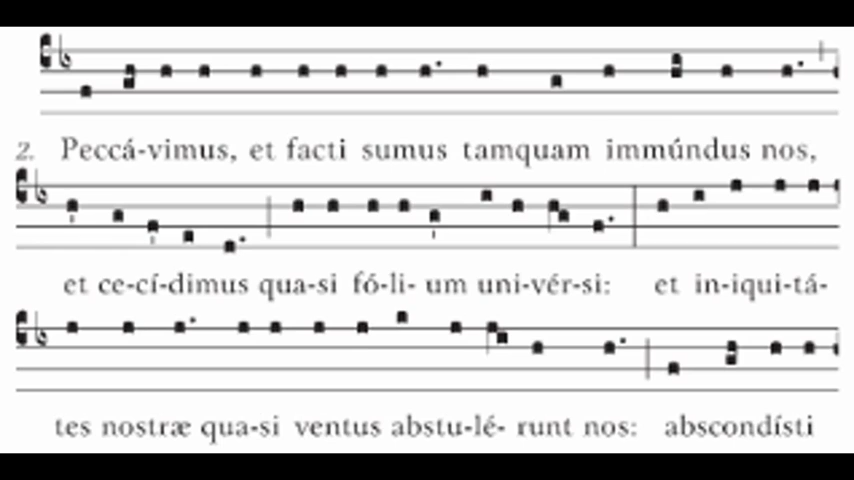 2. Peccá-vimus, et facti sumus tamquam immúndus nos,
et ce-cí-dimus qua-si fó-li- um uni-vér-si: et in-iqui-tá-
tes nostræ qua-si ventus abstu-lé- runt nos: abscondísti